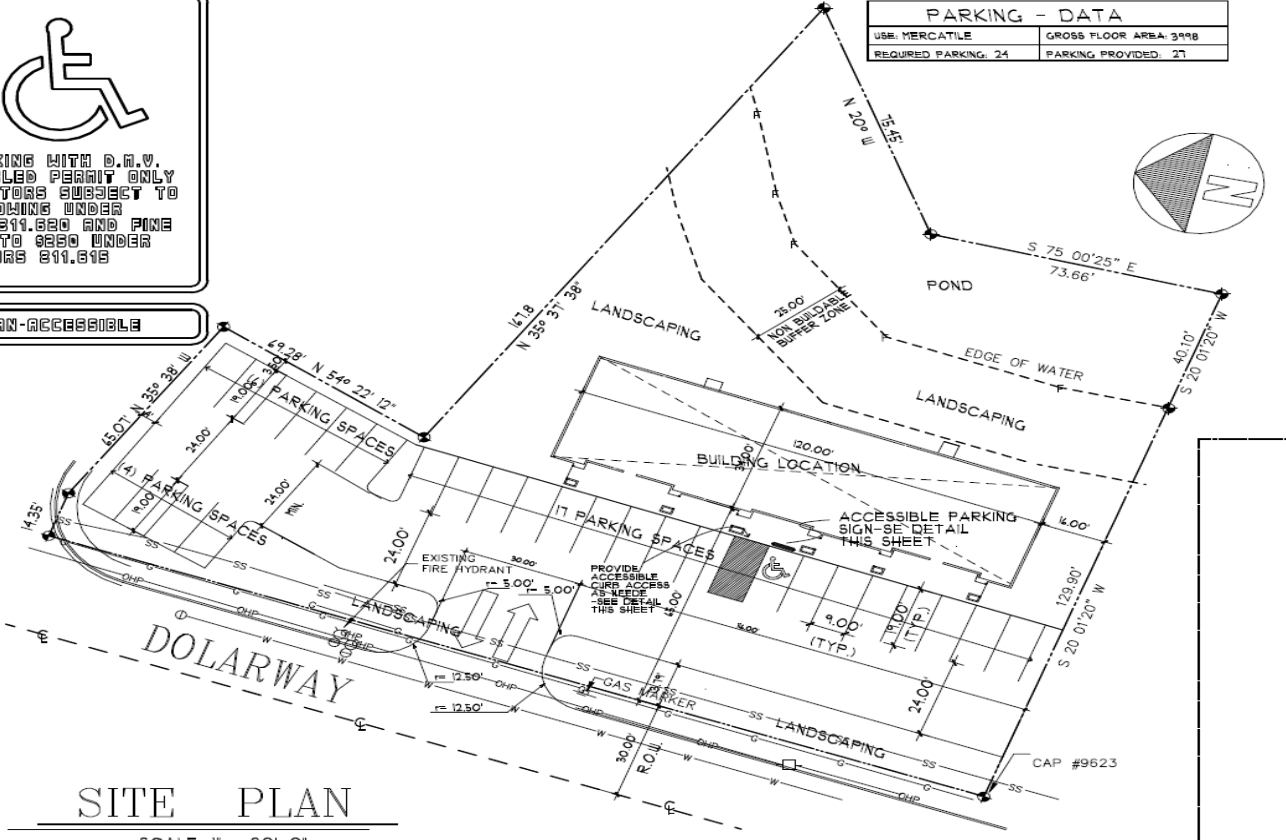 PARKING - DATA
USE: MERCATILE
GROSS FLOOR AREA: 3998
REQUIRED PARKING: 24
PARKING PROVIDED: 27
KING WITH D.M.V.
LED PERMIT ONLY
TORS SUBJECT TO
OWING UNDER
811.620 AND FINE
TO $250 UNDER
ORS 811.615
AN-ACCESSIBLE
N
N 20° W
75.45'
S 75 00'25" E
73.66'
POND
40.10'
S 20 01'20" W
EDGE OF WATER
25.00'
NON BUILDABLE
BUFFER ZONE
LANDSCAPING
LANDSCAPING
167.8
N 35° 37' 38"
69.28' N 54° 22' 12"
65.07' N 35° 38' W
14.35'
PARKING SPACES
19.00'
24.00'
(4) PARKING SPACES
19.00'
24.00'
MIN.
120.00'
BUILDING LOCATION
17 PARKING SPACES
ACCESSIBLE PARKING
SIGN-SE DETAIL
THIS SHEET
16.00'
129.90'
S 20 01'20" W
24.00'
EXISTING
FIRE HYDRANT
30.00'
r= 5.00'
r= 5.00'
PROVIDE
ACCESSIBLE
CURB ACCESS
AS NEEDE
-SEE DETAIL
THIS SHEET
9.00'
(TYP.)
19.00'
(TYP.)
24.00'
LANDSCAPING
r= 12.50'
r= 12.50'
GAS MARKER
LANDSCAPING
30.00'
R.O.W.
CAP #9623
DOLARWAY
SITE PLAN